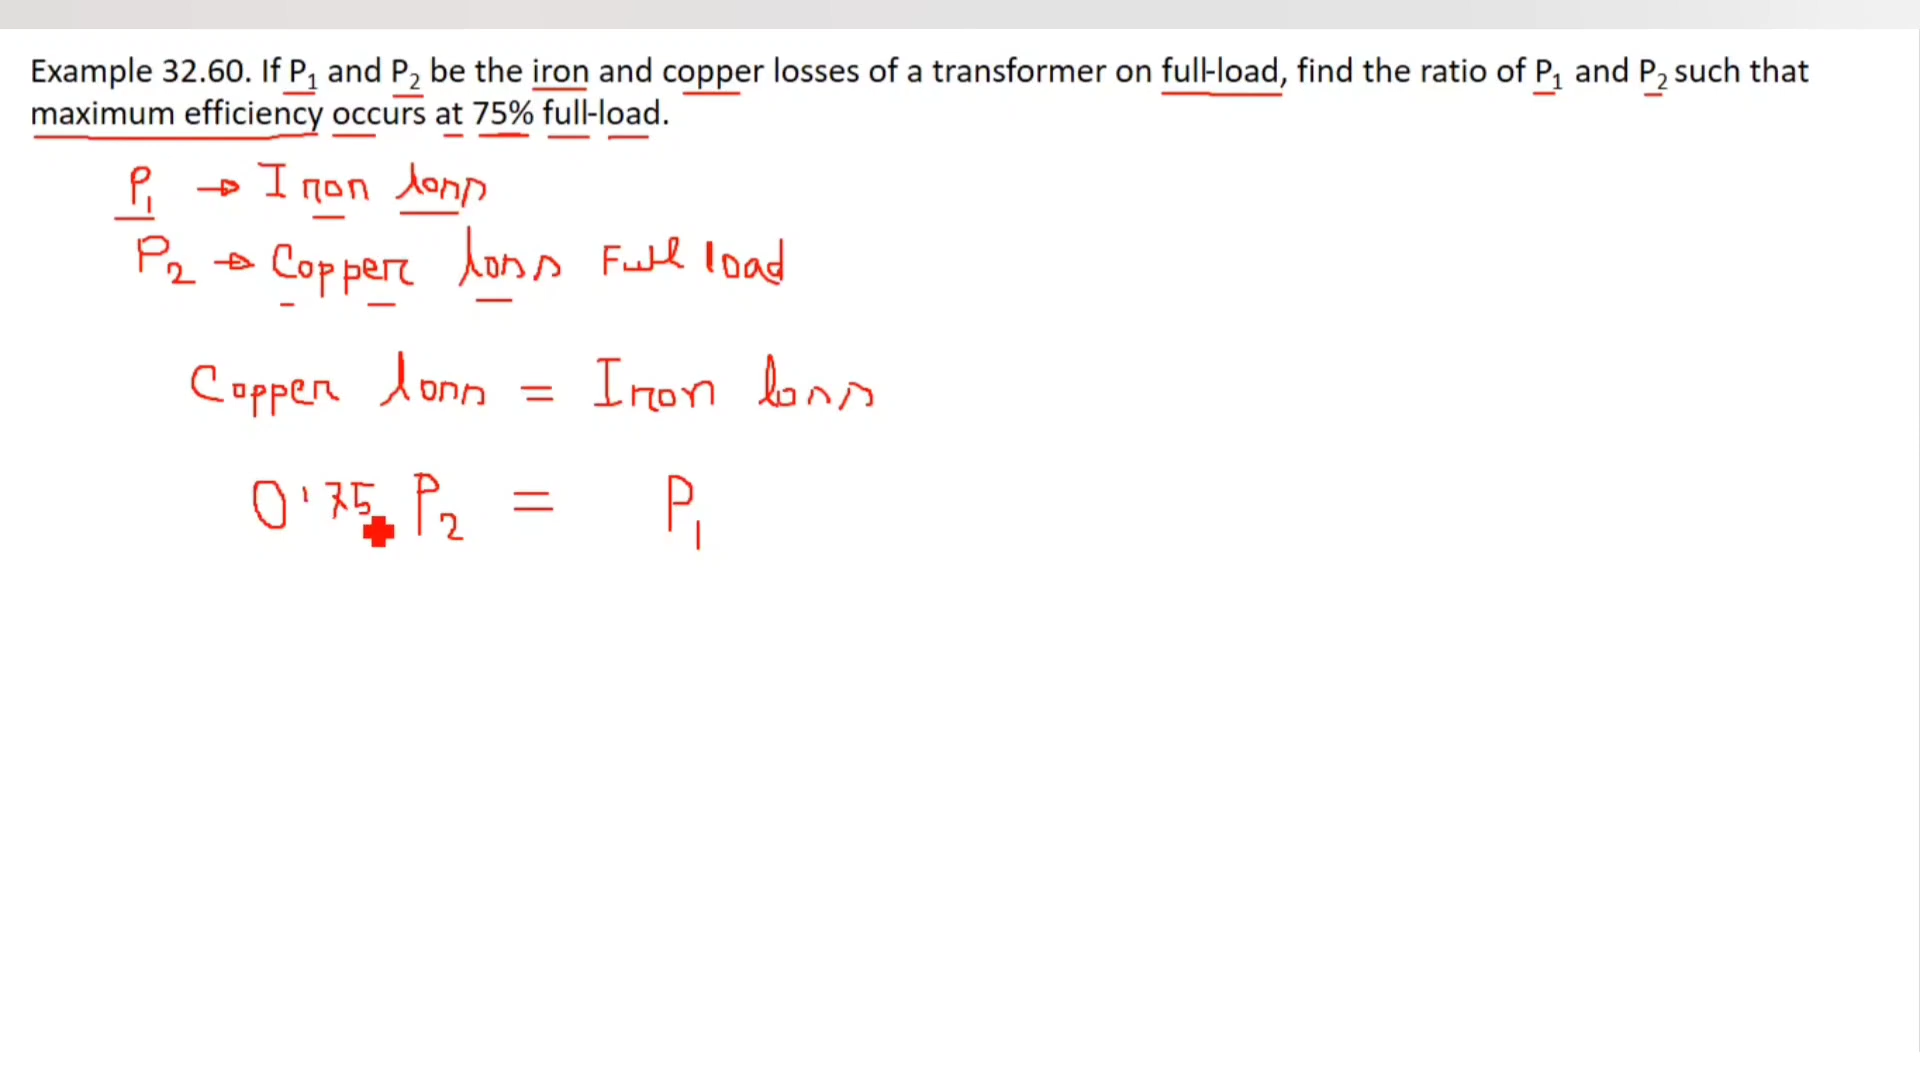 Example 32.60. If P₁ and P₂ be the iron and copper losses of a transformer on full-load, find the ratio of P₁ and P₂ such that
maximum efficiency occurs at 75% full-load.
P₁ → Iron loss
P₂ → Copper loss Full load
Copper loss = Iron loss
0.75 P₂ = P₁